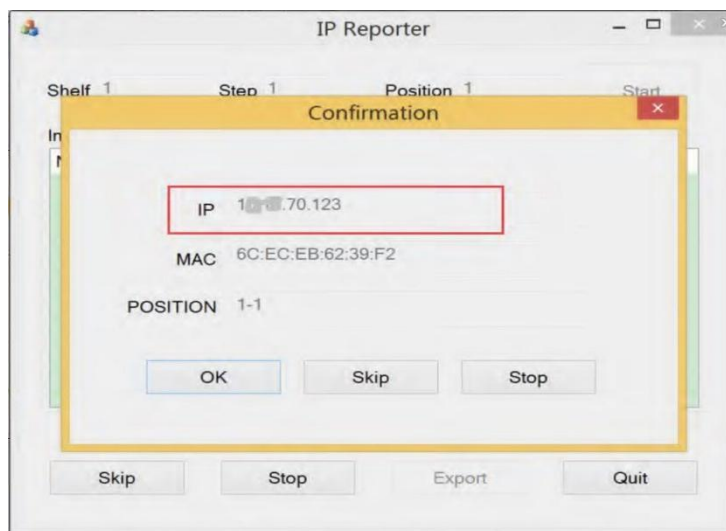 IP Reporter
Shelf 1 Step 1 Position 1 Start
Confirmation
IP .70.123
MAC 6C:EC:EB:62:39:F2
POSITION 1-1
OK Skip Stop
Skip Stop Export Quit